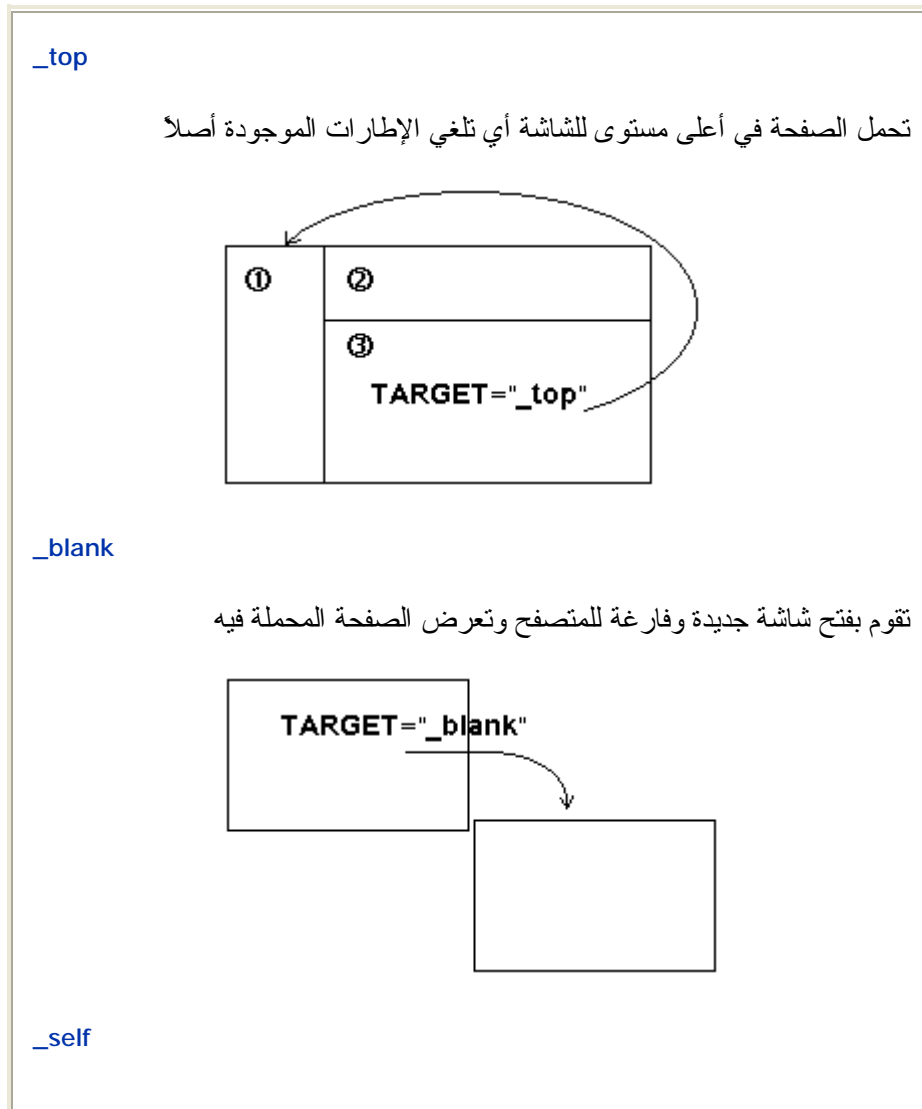 _top
تحمل الصفحة في أعلى مستوى للشاشة أي تلغي الإطارات الموجودة أصلاً
① ②
③
TARGET="_top"
_blank
تقوم بفتح شاشة جديدة وفارغة للمتصفح وتعرض الصفحة المحملة فيه
TARGET="_blank"
_self